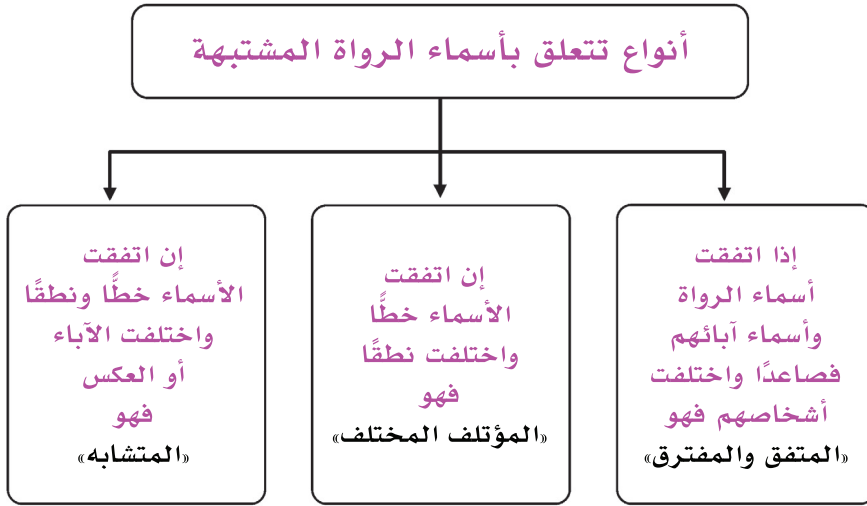 أنواع تتعلق بأسماء الرواة المشتبهة
إذا اتفقت
أسماء الرواة
وأسماء آبائهم
فصاعدًا واختلفت
أشخاصهم فهو
«المتفق والمفترق»
إن اتفقت
الأسماء خطًّا
واختلفت نطقًا
فهو
«المؤتلف المختلف»
إن اتفقت
الأسماء خطًّا ونطقًا
واختلفت الآباء
أو العكس
فهو
«المتشابه»